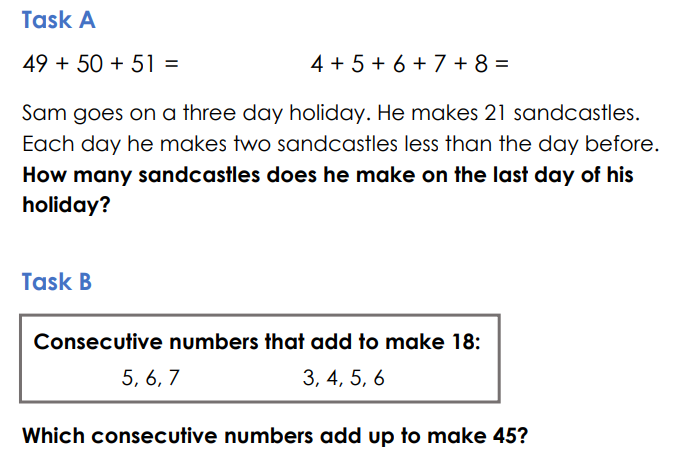 Task A
49 + 50 + 51 = 4 + 5 + 6 + 7 + 8 =
Sam goes on a three day holiday. He makes 21 sandcastles.
Each day he makes two sandcastles less than the day before.
How many sandcastles does he make on the last day of his
holiday?
Task B
Consecutive numbers that add to make 18:
5, 6, 7 3, 4, 5, 6
Which consecutive numbers add up to make 45?